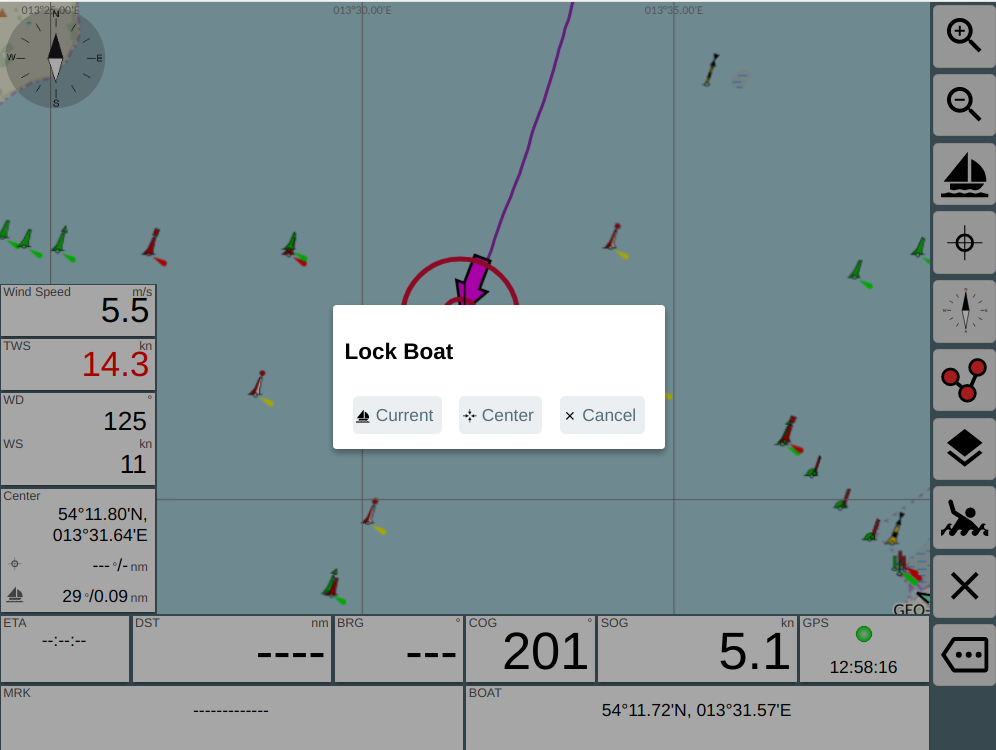 013°25.00'E 013°30.00'E 013°35.00'E
N
W E
S
Wind Speed m/s
5.5
TWS kn
14.3
WD °
125
WS kn
11
Center
54°11.80'N,
013°31.64'E
--- °/- nm
29 °/0.09 nm
Lock Boat
Current Center Cancel
GEO-
ETA
--:--:--
DST nm
----
BRG °
---
COG °
201
SOG kn
5.1
GPS
12:58:16
MRK
-------------
BOAT
54°11.72'N, 013°31.57'E